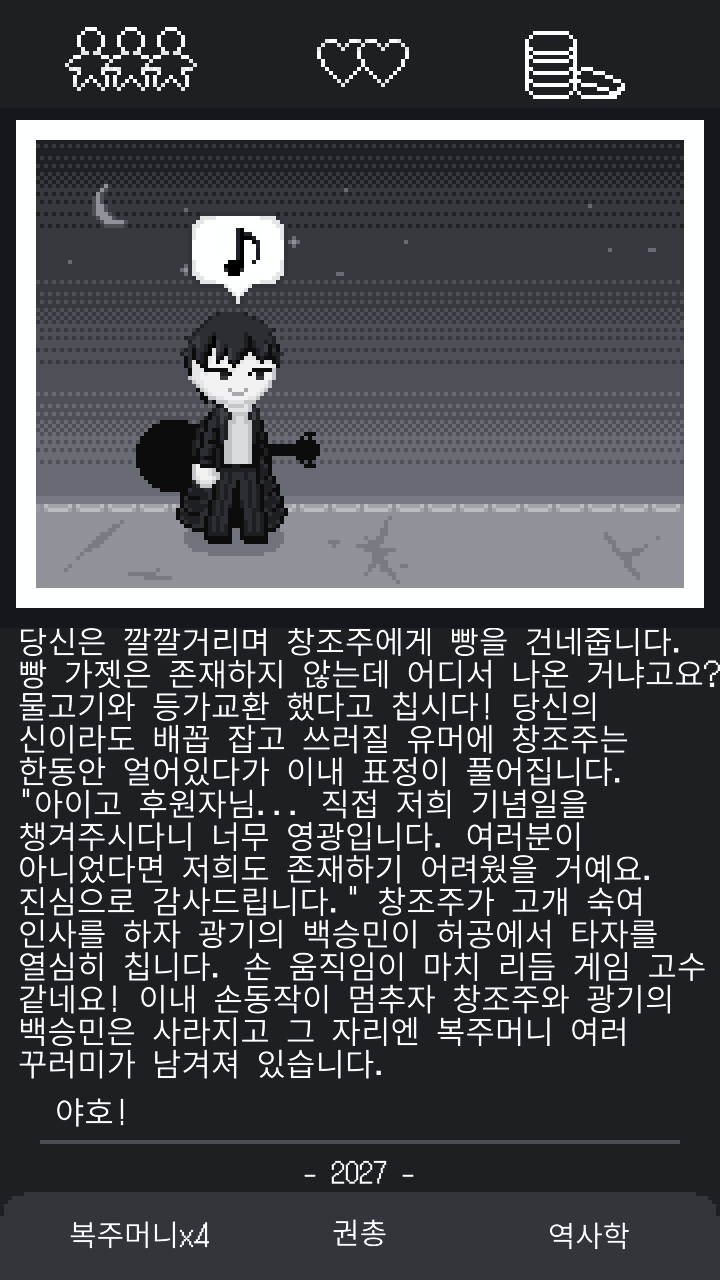 당신은 깔깔거리며 창조주에게 빵을 건네줍니다.
빵 가젯은 존재하지 않는데 어디서 나온 거냐고요?
물고기와 등가교환 했다고 칩시다! 당신의
신이라도 배꼽 잡고 쓰러질 유머에 창조주는
한동안 얼어있다가 이내 표정이 풀어집니다.
"아이고 후원자님... 직접 저희 기념일을
챙겨주시다니 너무 영광입니다. 여러분이
아니었다면 저희도 존재하기 어려웠을 거예요.
진심으로 감사드립니다." 창조주가 고개 숙여
인사를 하자 광기의 백승민이 허공에서 타자를
열심히 칩니다. 손 움직임이 마치 리듬 게임 고수
같네요! 이내 손동작이 멈추자 창조주와 광기의
백승민은 사라지고 그 자리엔 복주머니 여러
꾸러미가 남겨져 있습니다.
야호!
- 2027 -
복주머니x4 권총 역사학